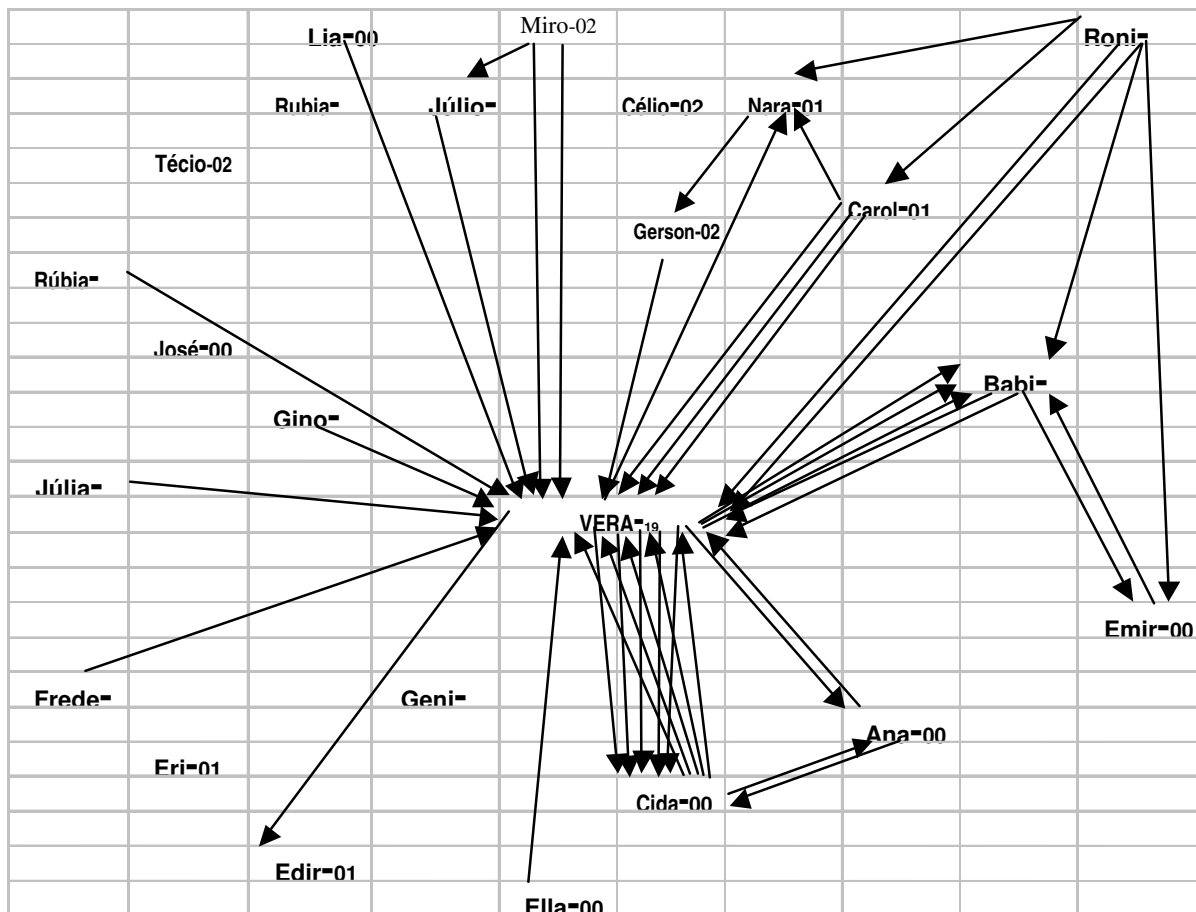 Miro-02
Lia-00
Roni-
Rubia-
Júlio-
Célio-02
Nara-01
Técio-02
Carol-01
Gerson-02
Rúbia-
José-00
Babi-
Gino-
Júlia-
VERA-19
Emir-00
Frede-
Geni-
Ana-00
Eri-01
Cida-00
Edir-01
Ella-00